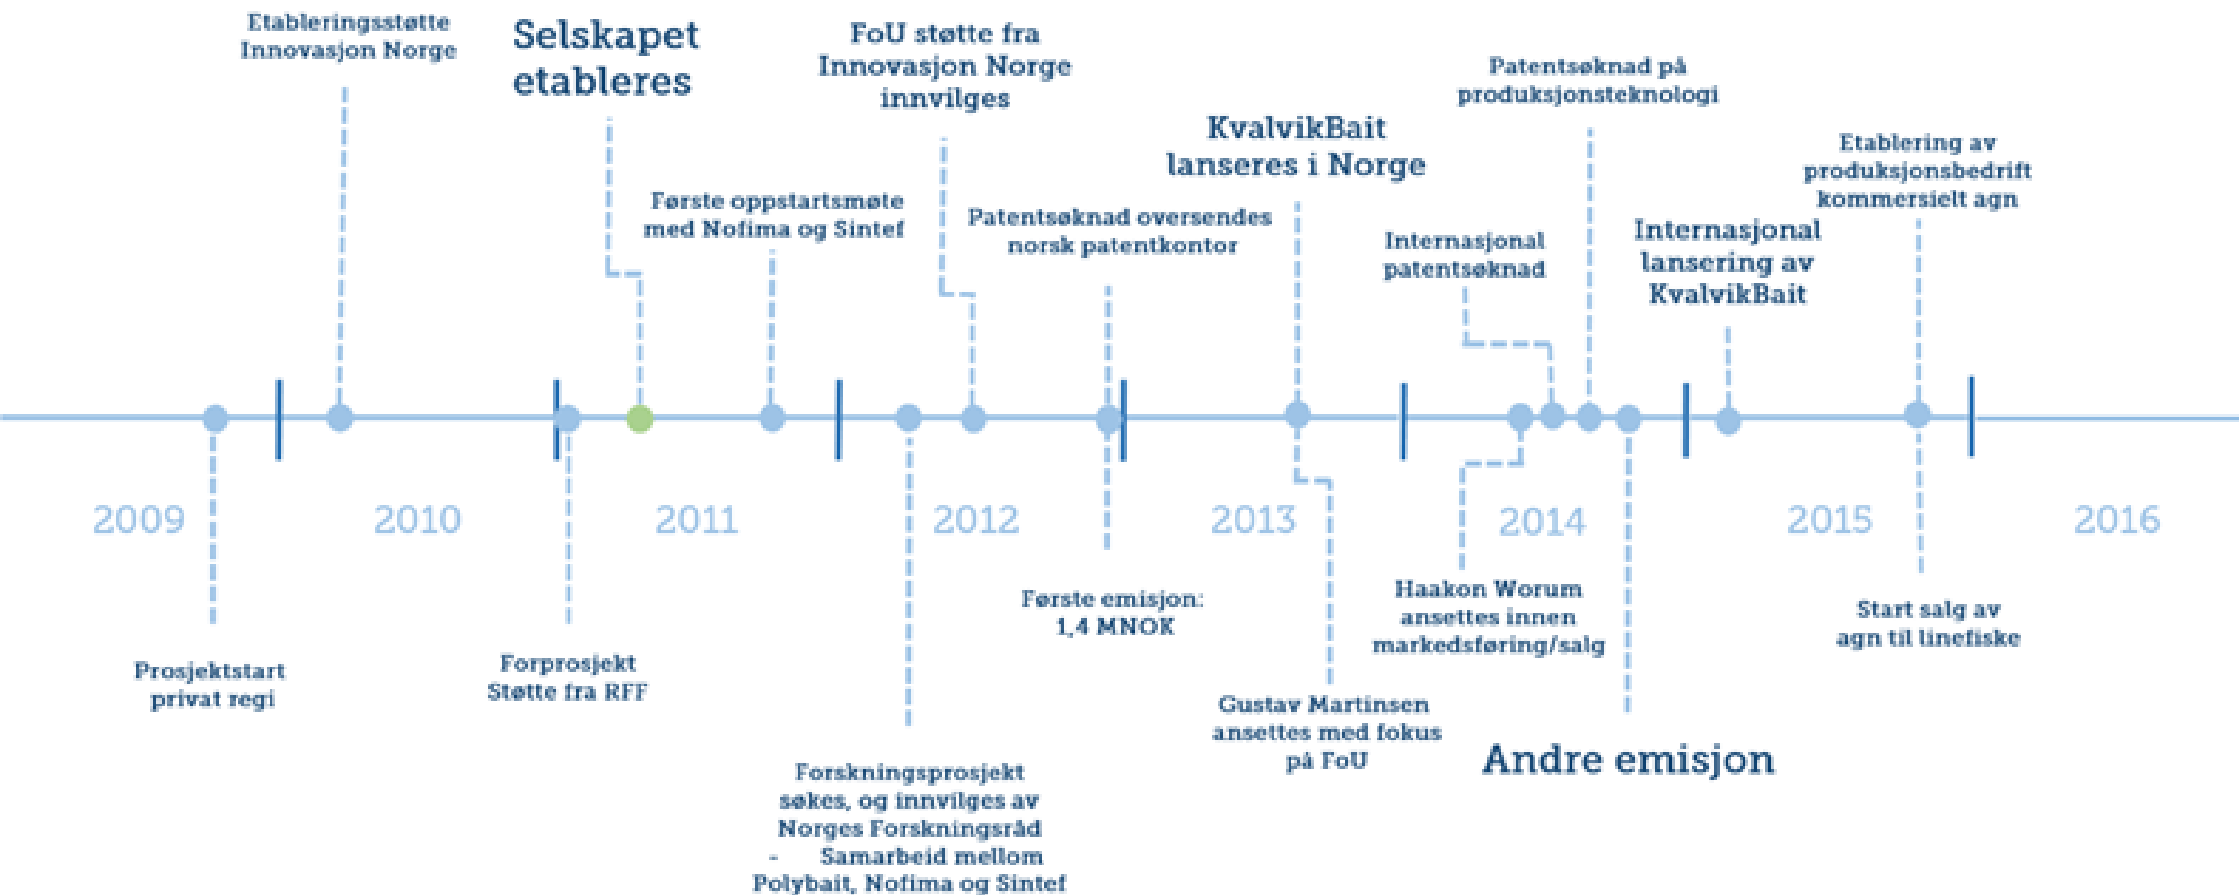 Etableringsstøtte
Innovasjon Norge
Selskapet
etableres
FoU støtte fra
Innovasjon Norge
innvilges
Patentsøknad på
produksjonsteknologi
KvalvikBait
lanseres i Norge
Etablering av
produksjonsbedrift
kommersielt agn
Første oppstartsmøte
med Nofima og Sintef
Patentsøknad oversendes
norsk patentkontor
Internasjonal
patentsøknad
Internasjonal
lansering av
KvalvikBait
2009
2010
2011
2012
2013
2014
2015
2016
Prosjektstart
privat regi
Forprosjekt
Støtte fra RFF
Forskningsprosjekt
søkes, og innvilges av
Norges Forskningsråd
- Samarbeid mellom
Polybait, Nofima og Sintef
Første emisjon:
1,4 MNOK
Gustav Martinsen
ansettes med fokus
på FoU
Haakon Worum
ansettes innen
markedsføring/salg
Andre emisjon
Start salg av
agn til linefiske